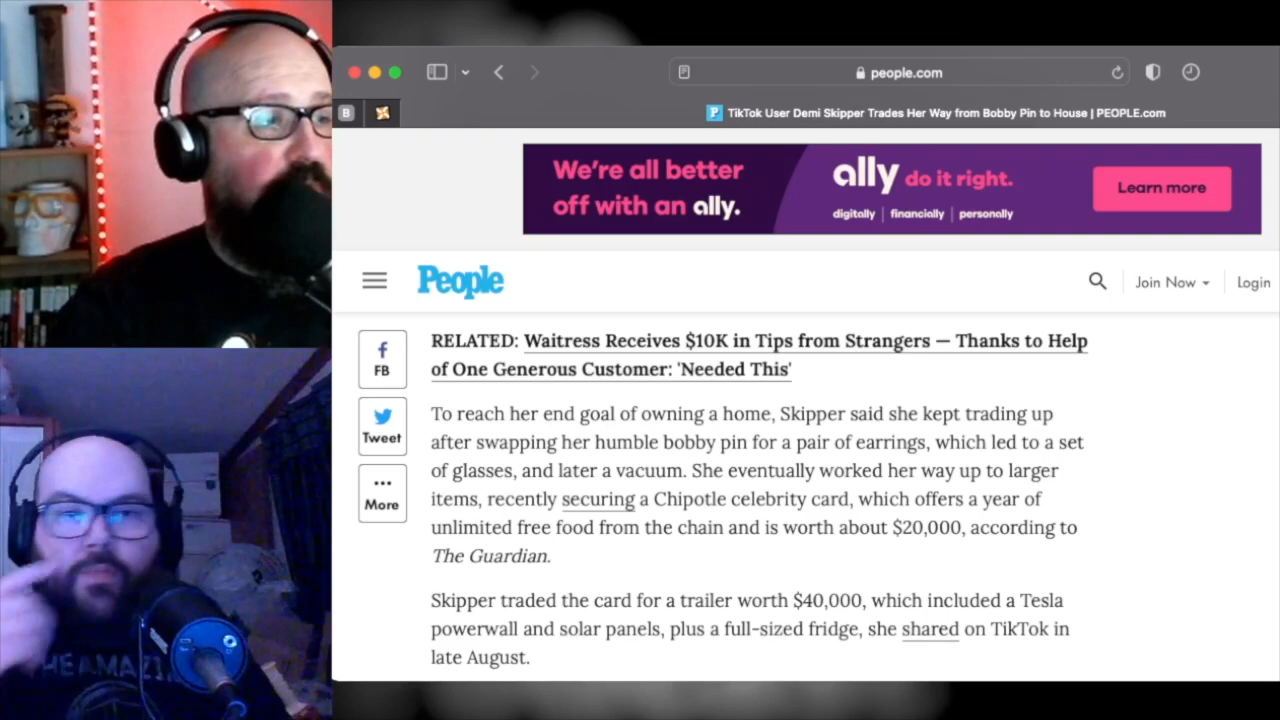 people.com
B
P TikTok User Demi Skipper Trades Her Way from Bobby Pin to House | PEOPLE.com
We're all better
off with an ally.
ally do it right.
digitally | financially | personally
Learn more
People
Join Now
Login
FB
Tweet
More
RELATED: Waitress Receives $10K in Tips from Strangers — Thanks to Help
of One Generous Customer: 'Needed This'
To reach her end goal of owning a home, Skipper said she kept trading up
after swapping her humble bobby pin for a pair of earrings, which led to a set
of glasses, and later a vacuum. She eventually worked her way up to larger
items, recently securing a Chipotle celebrity card, which offers a year of
unlimited free food from the chain and is worth about $20,000, according to
The Guardian.
Skipper traded the card for a trailer worth $40,000, which included a Tesla
powerwall and solar panels, plus a full-sized fridge, she shared on TikTok in
late August.
HE AMAZI